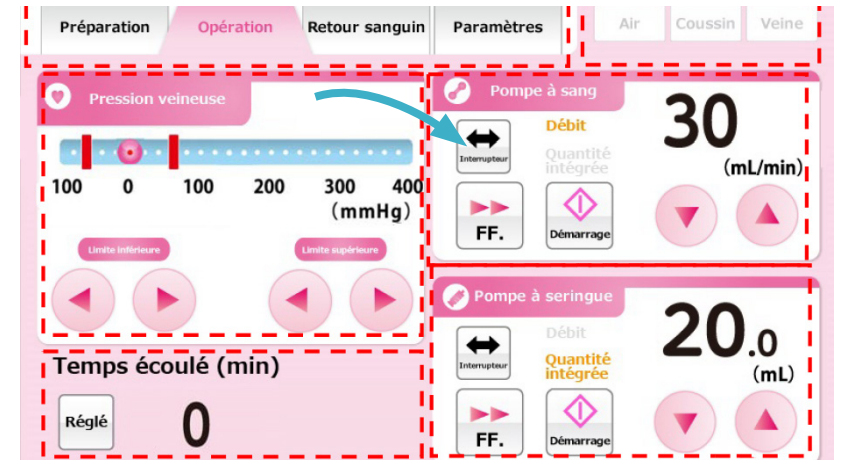 Préparation
Opération
Retour sanguin
Paramètres
Air
Coussin
Veine
Pression veineuse
100 0 100 200 300 400
(mmHg)
Limite inférieure
Limite supérieure
Temps écoulé (min)
Réglé
0
Pompe à sang
Interrupteur
Débit
Quantité
intégrée
30
(mL/min)
FF.
Démarrage
Pompe à seringue
Interrupteur
Débit
Quantité
intégrée
20.0
(mL)
FF.
Démarrage